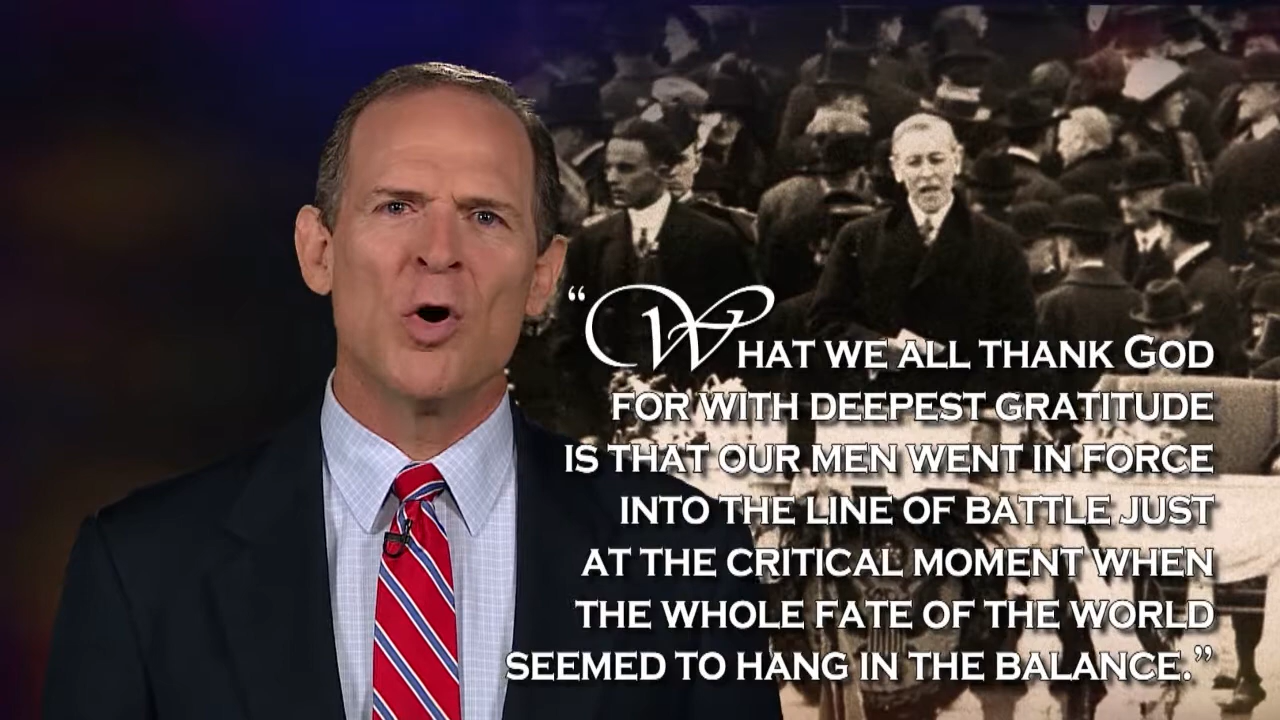 “What we all thank God
for with deepest gratitude
is that our men went in force
into the line of battle just
at the critical moment when
the whole fate of the world
seemed to hang in the balance.”